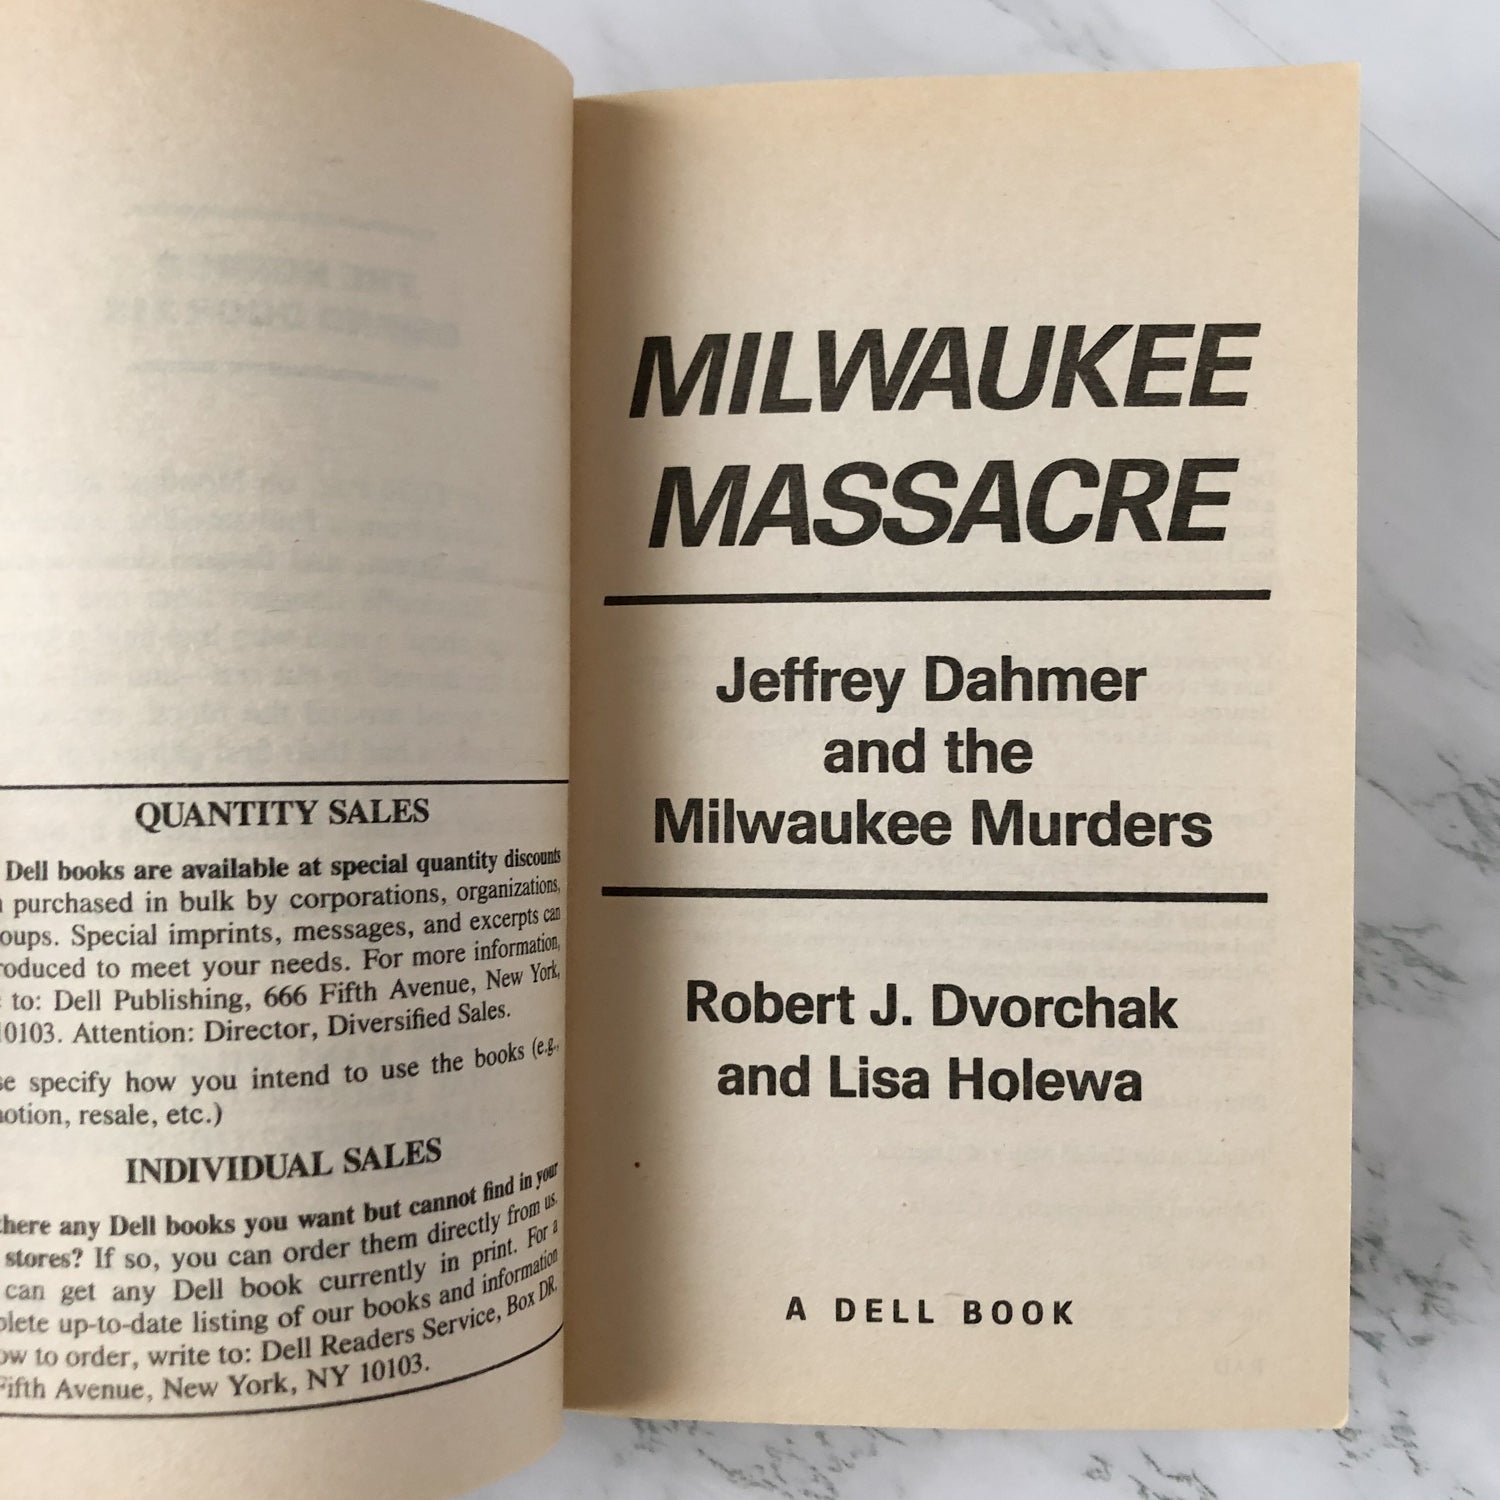 QUANTITY SALES
Dell books are available at special quantity discounts
purchased in bulk by corporations, organizations,
oups. Special imprints, messages, and excerpts can
roduced to meet your needs. For more information,
to: Dell Publishing, 666 Fifth Avenue, New York,
10103. Attention: Director, Diversified Sales.
se specify how you intend to use the books (e.g.,
notion, resale, etc.)
INDIVIDUAL SALES
there any Dell books you want but cannot find in your
stores? If so, you can order them directly from us.
can get any Dell book currently in print. For a
plete up-to-date listing of our books and information
ow to order, write to: Dell Readers Service, Box DR,
Fifth Avenue, New York, NY 10103.
MILWAUKEE
MASSACRE
Jeffrey Dahmer
and the
Milwaukee Murders
Robert J. Dvorchak
and Lisa Holewa
A DELL BOOK